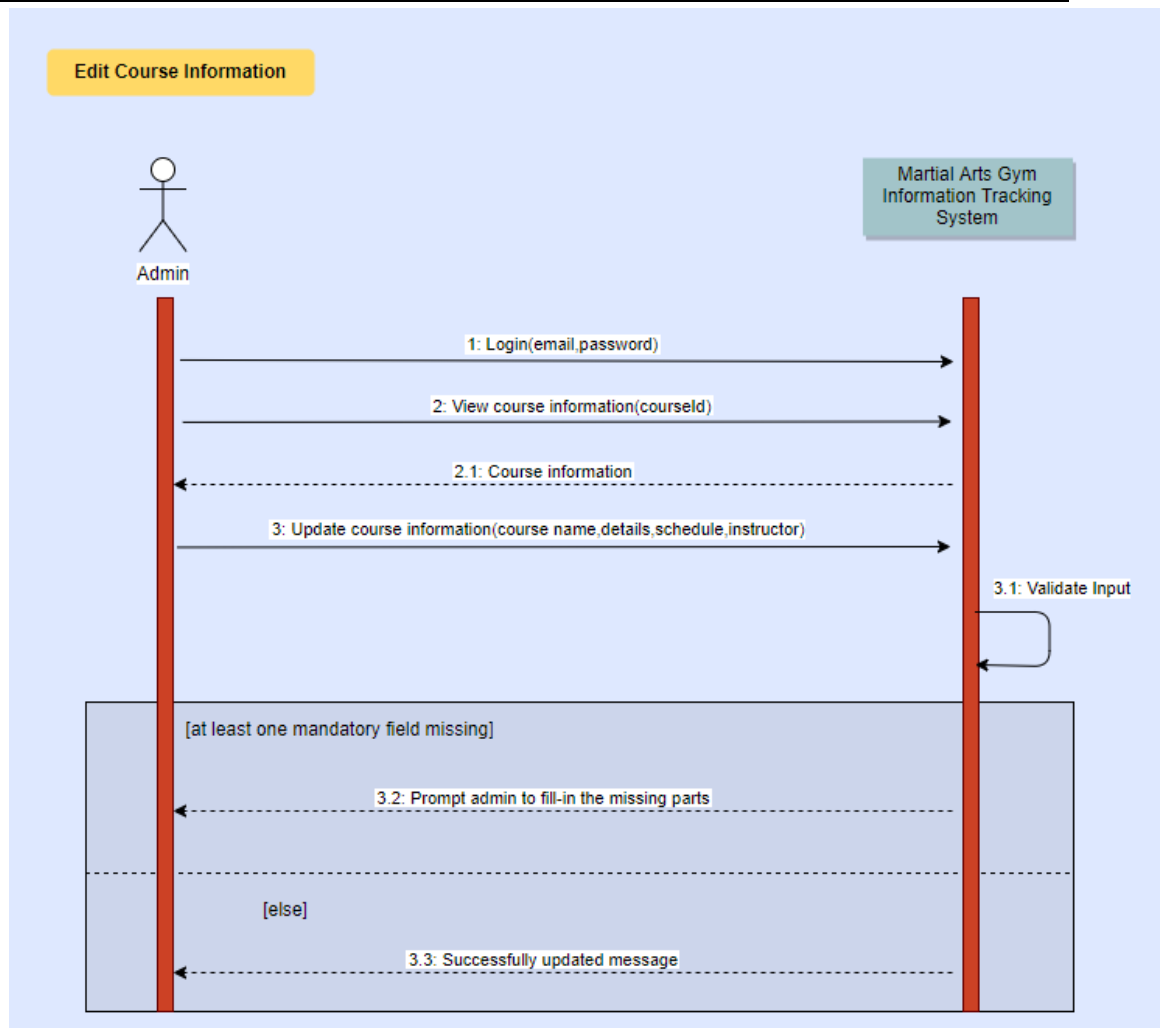 Edit Course Information
Martial Arts Gym
Information Tracking
System
Admin
1: Login(email,password)
2: View course information(courseId)
2.1: Course information
3: Update course information(course name,details,schedule,instructor)
3.1: Validate Input
[at least one mandatory field missing]
3.2: Prompt admin to fill-in the missing parts
[else]
3.3: Successfully updated message